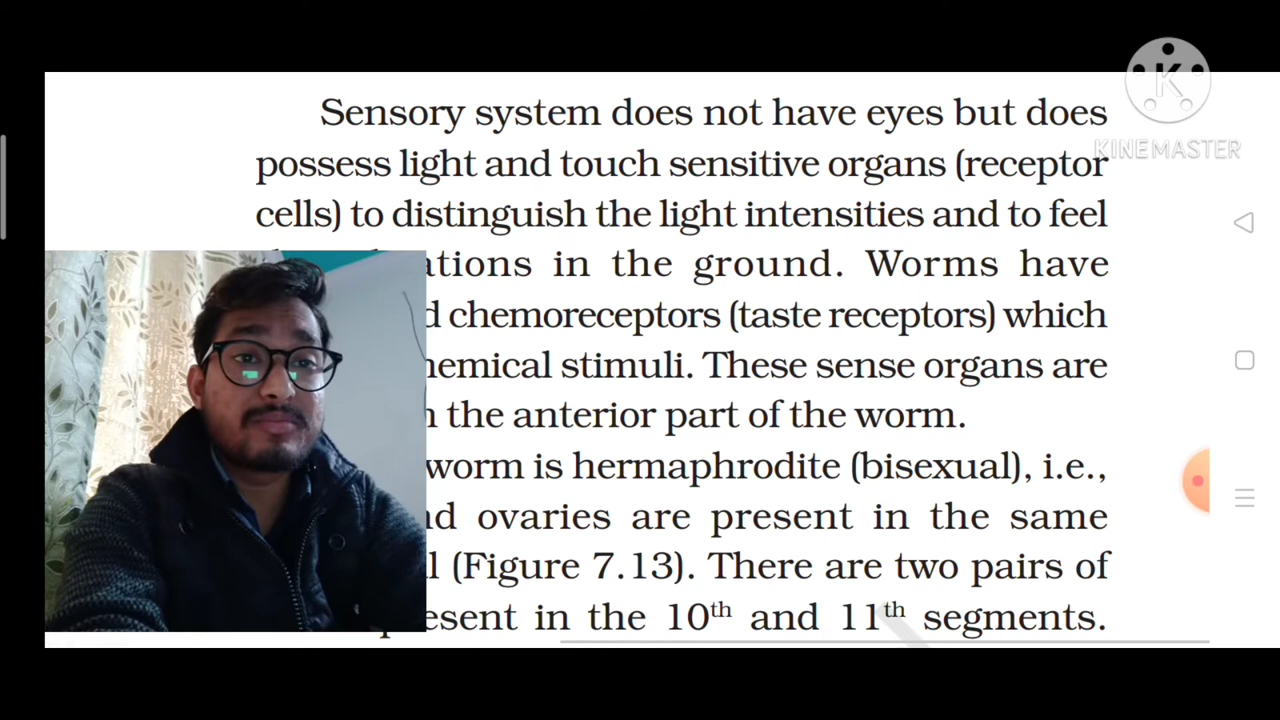 Sensory system does not have eyes but does
possess light and touch sensitive organs (receptor
cells) to distinguish the light intensities and to feel
ations in the ground. Worms have
d chemoreceptors (taste receptors) which
hemical stimuli. These sense organs are
the anterior part of the worm.
worm is hermaphrodite (bisexual), i.e.,
nd ovaries are present in the same
l (Figure 7.13). There are two pairs of
esent in the 10th and 11th segments.
K
KINEMASTER